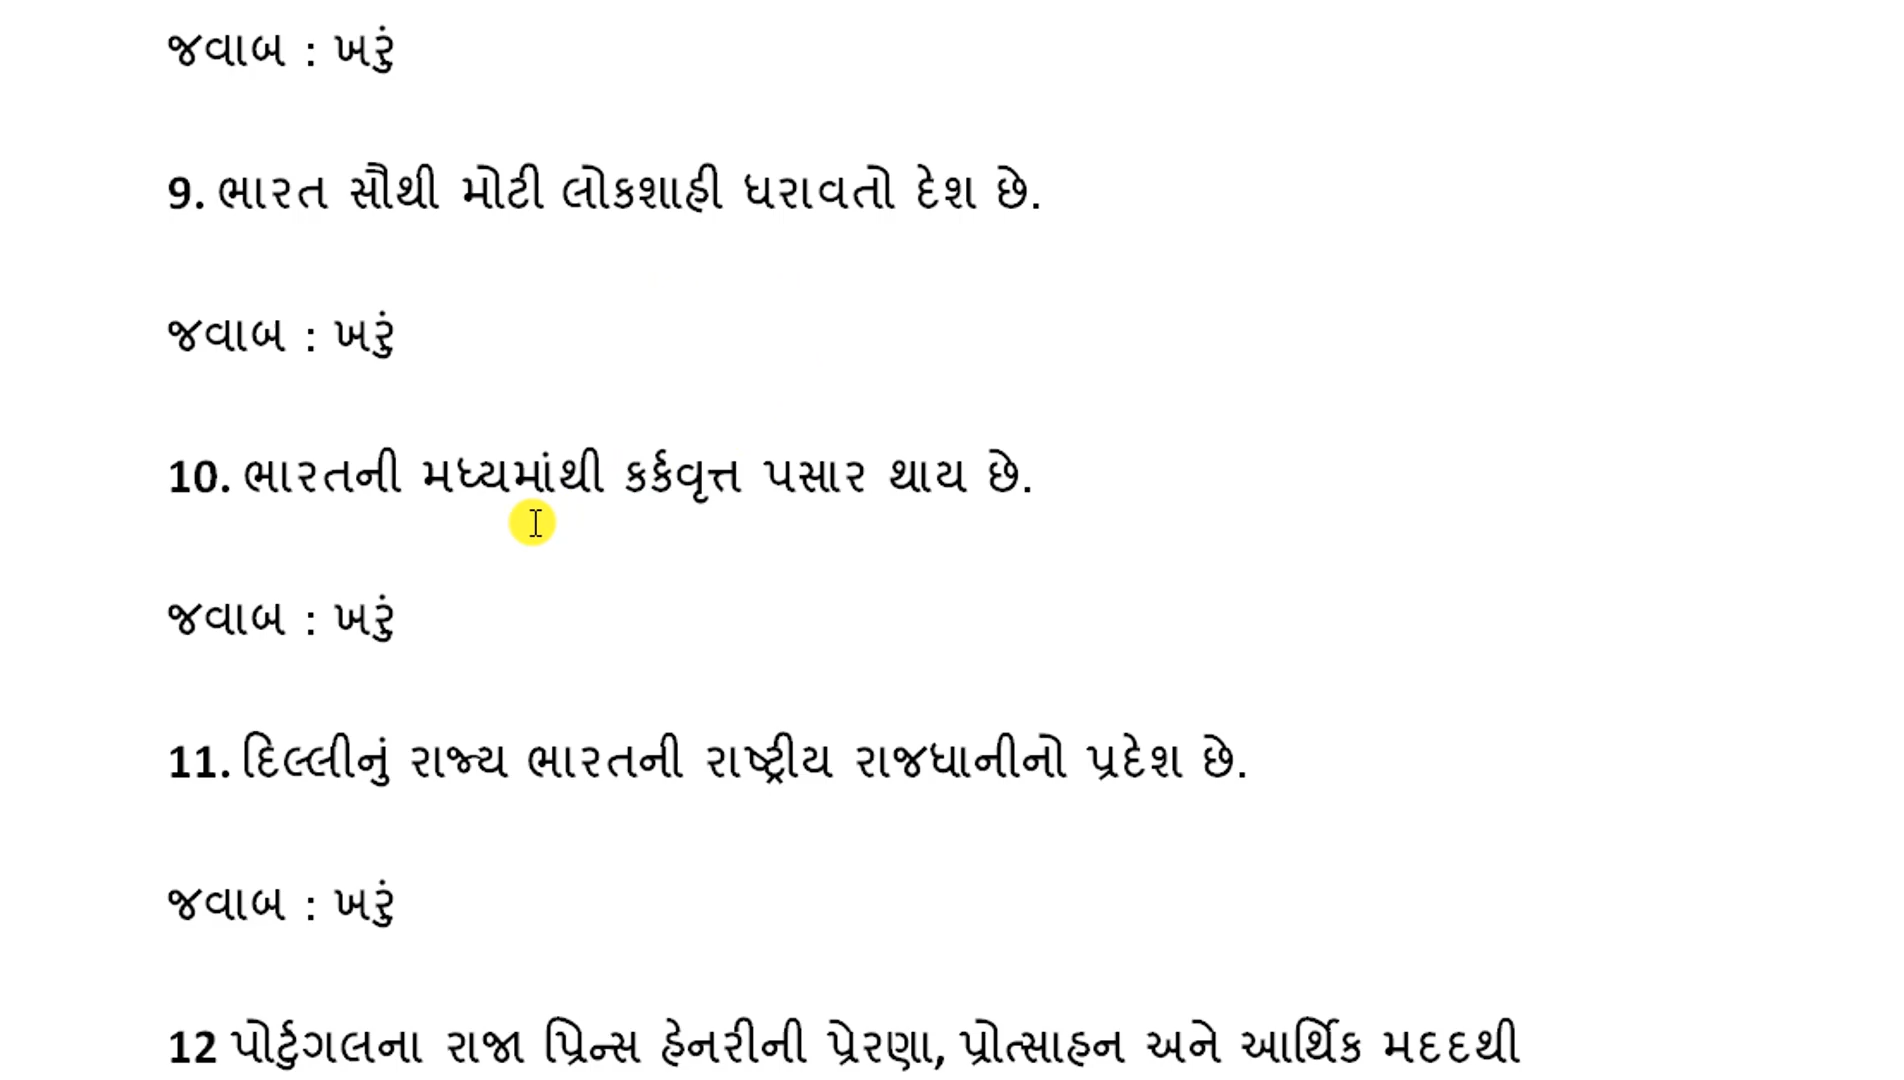 જવાબ : ખરું
9. ભારત સૌથી મોટી લોકશાહી ધરાવતો દેશ છે.
જવાબ : ખરું
10. ભારતની મધ્યમાંથી કર્કવૃત્ત પસાર થાય છે.
જવાબ : ખરું
11. દિલ્લીનું રાજ્ય ભારતની રાષ્ટ્રીય રાજધાનીનો પ્રદેશ છે.
જવાબ : ખરું
12 પોર્ટુગલના રાજા પ્રિન્સ હેનરીની પ્રેરણા, પ્રોત્સાહન અને આર્થિક મદદથી